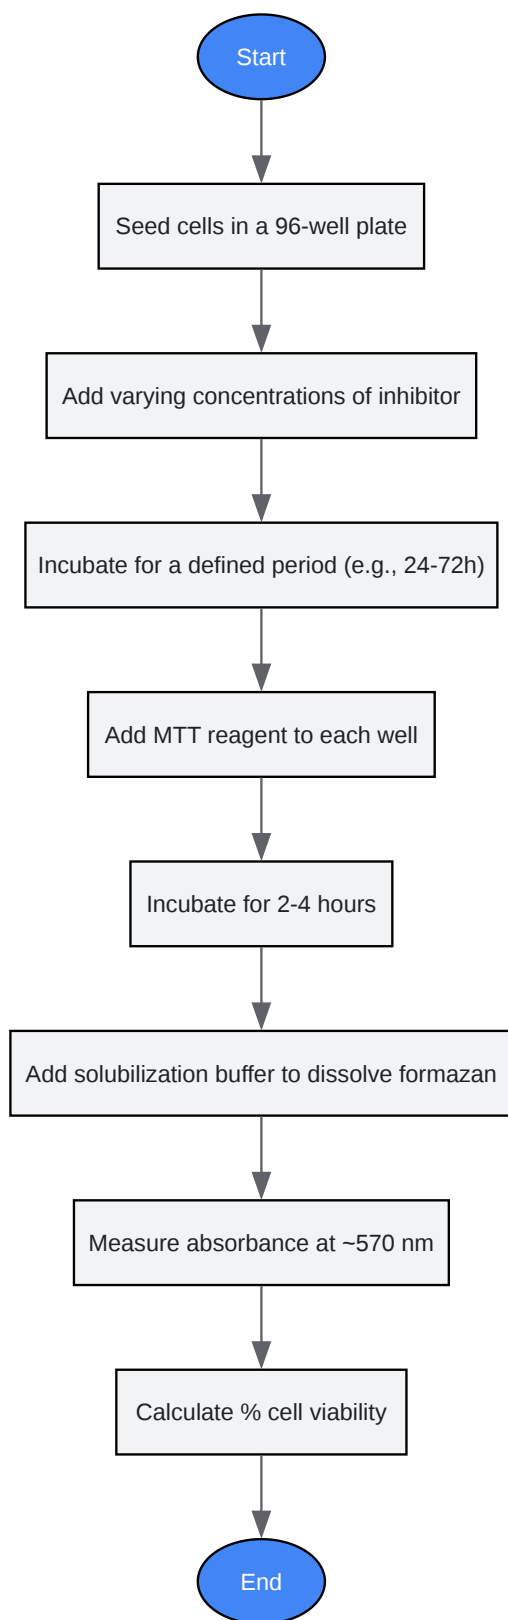 Start
Seed cells in a 96-well plate
Add varying concentrations of inhibitor
Incubate for a defined period (e.g., 24-72h)
Add MTT reagent to each well
Incubate for 2-4 hours
Add solubilization buffer to dissolve formazan
Measure absorbance at ~570 nm
Calculate % cell viability
End